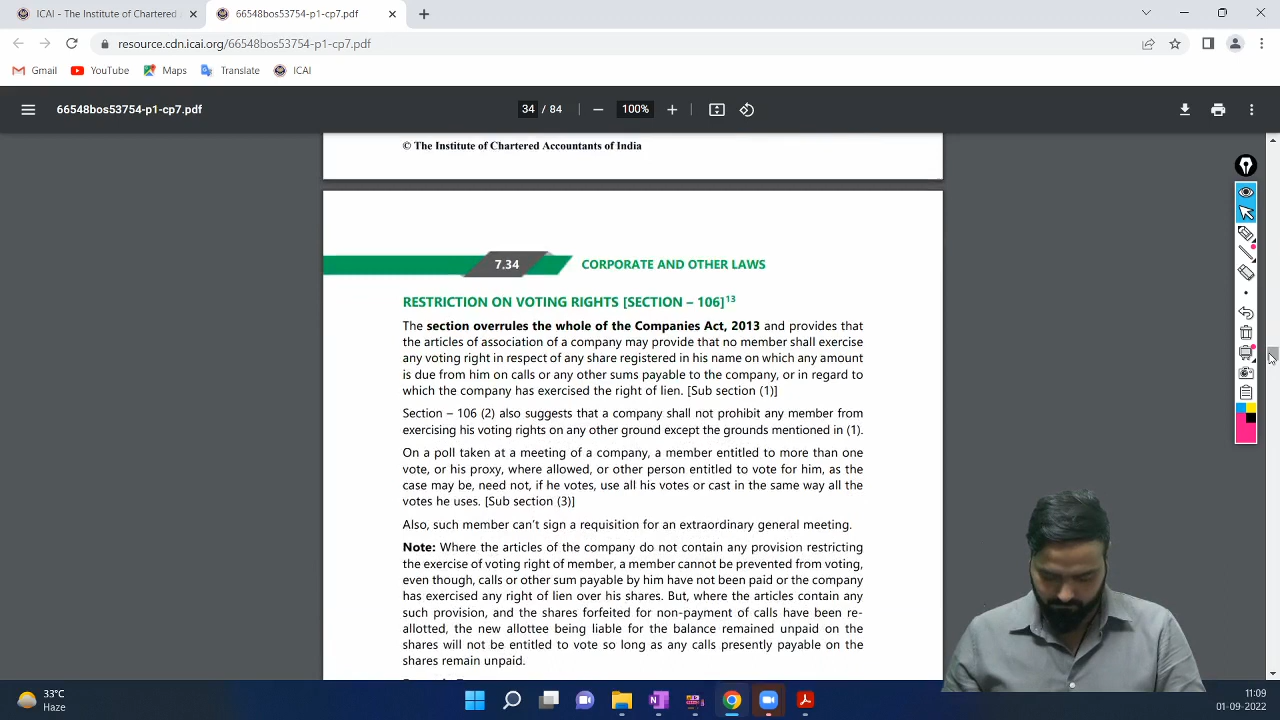 ICAI - The Institute of Chartered
66548bos53754-p1-cp7.pdf
resource.cdn.icai.org/66548bos53754-p1-cp7.pdf
Gmail
YouTube
Maps
Translate
ICAI
66548bos53754-p1-cp7.pdf
34 / 84
100%
© The Institute of Chartered Accountants of India
7.34
CORPORATE AND OTHER LAWS
RESTRICTION ON VOTING RIGHTS [SECTION – 106]13
The section overrules the whole of the Companies Act, 2013 and provides that
the articles of association of a company may provide that no member shall exercise
any voting right in respect of any share registered in his name on which any amount
is due from him on calls or any other sums payable to the company, or in regard to
which the company has exercised the right of lien. [Sub section (1)]
Section – 106 (2) also suggests that a company shall not prohibit any member from
exercising his voting rights on any other ground except the grounds mentioned in (1).
On a poll taken at a meeting of a company, a member entitled to more than one
vote, or his proxy, where allowed, or other person entitled to vote for him, as the
case may be, need not, if he votes, use all his votes or cast in the same way all the
votes he uses. [Sub section (3)]
Also, such member can't sign a requisition for an extraordinary general meeting.
Note: Where the articles of the company do not contain any provision restricting
the exercise of voting right of member, a member cannot be prevented from voting,
even though, calls or other sum payable by him have not been paid or the company
has exercised any right of lien over his shares. But, where the articles contain any
such provision, and the shares forfeited for non-payment of calls have been re-
allotted, the new allottee being liable for the balance remained unpaid on the
shares will not be entitled to vote so long as any calls presently payable on the
shares remain unpaid.
33°C
Haze
11:09
01-09-2022